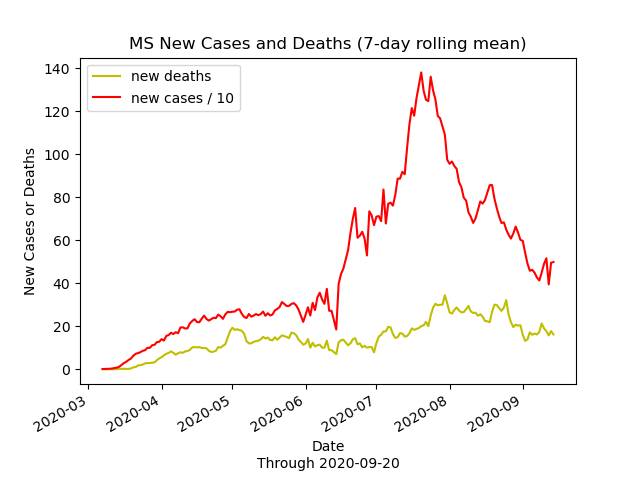 MS New Cases and Deaths (7-day rolling mean)
new deaths
new cases / 10
140
120
100
80
60
40
20
0
New Cases or Deaths
2020-03
2020-04
2020-05
2020-06
2020-07
2020-08
2020-09
Date
Through 2020-09-20